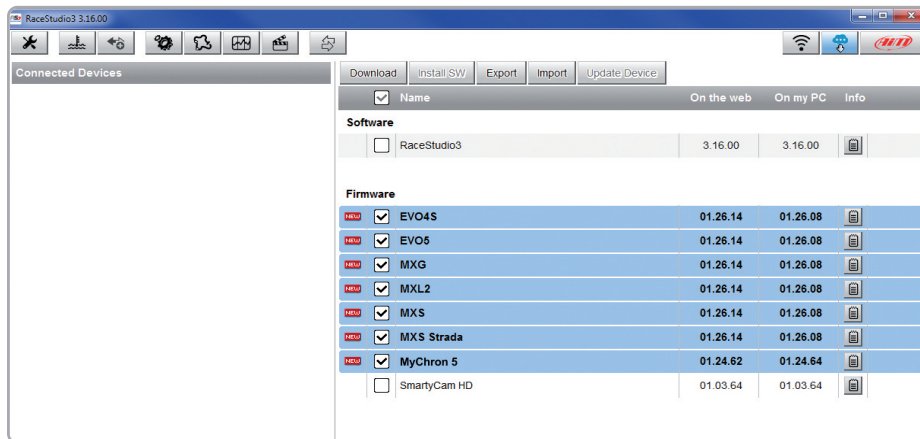 RaceStudio3 3.16.00
AIM
Connected Devices
Download Install SW Export Import Update Device
Name On the web On my PC Info
Software
RaceStudio3 3.16.00 3.16.00
Firmware
NEW EVO4S 01.26.14 01.26.08
NEW EVO5 01.26.14 01.26.08
NEW MXG 01.26.14 01.26.08
NEW MXL2 01.26.14 01.26.08
NEW MXS 01.26.14 01.26.08
NEW MXS Strada 01.26.14 01.26.08
NEW MyChron 5 01.24.62 01.24.64
SmartyCam HD 01.03.64 01.03.64